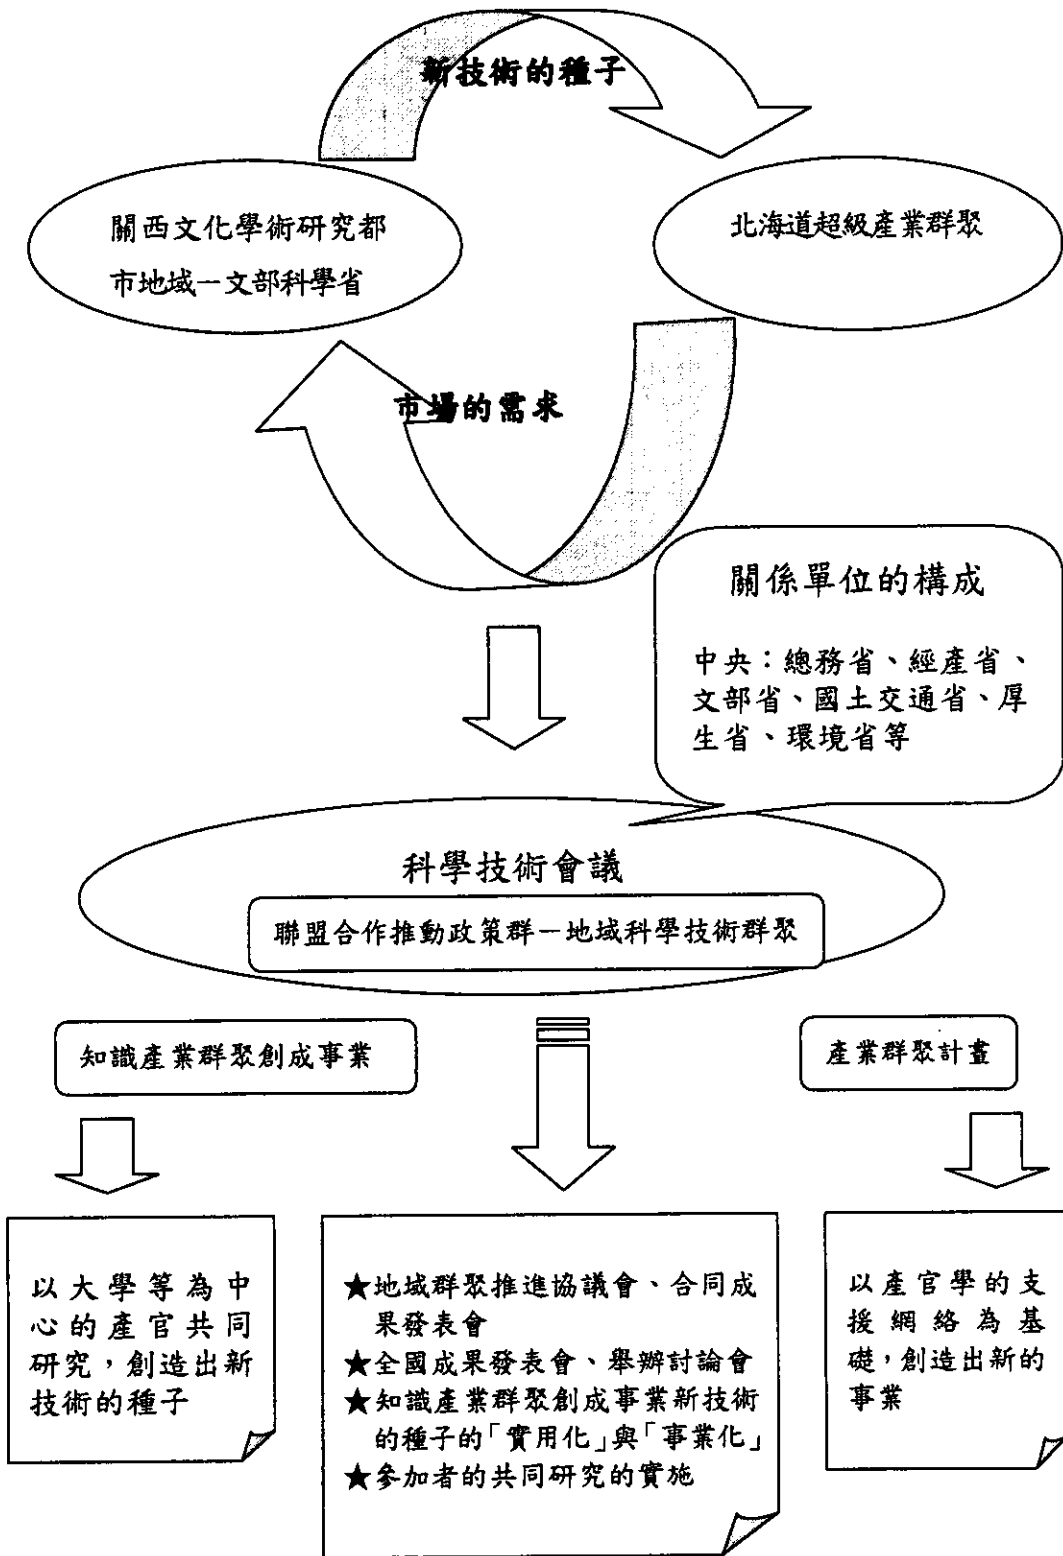 新技術的種子
關西文化學術研究都
市地域－文部科學省
北海道超級產業群聚
市場的需求
關係單位的構成
中央：總務省、經產省、
文部省、國土交通省、厚
生省、環境省等
科學技術會議
聯盟合作推動政策群－地域科學技術群聚
知識產業群聚創成事業
產業群聚計畫
以大學等為中
心的產官共同
研究，創造出新
技術的種子
★地域群聚推進協議會、合同成
果發表會
★全國成果發表會、舉辦討論會
★知識產業群聚創成事業新技術
的種子的「實用化」與「事業化」
★參加者的共同研究的實施
以產官學的支
援網絡為基
礎，創造出新的
事業